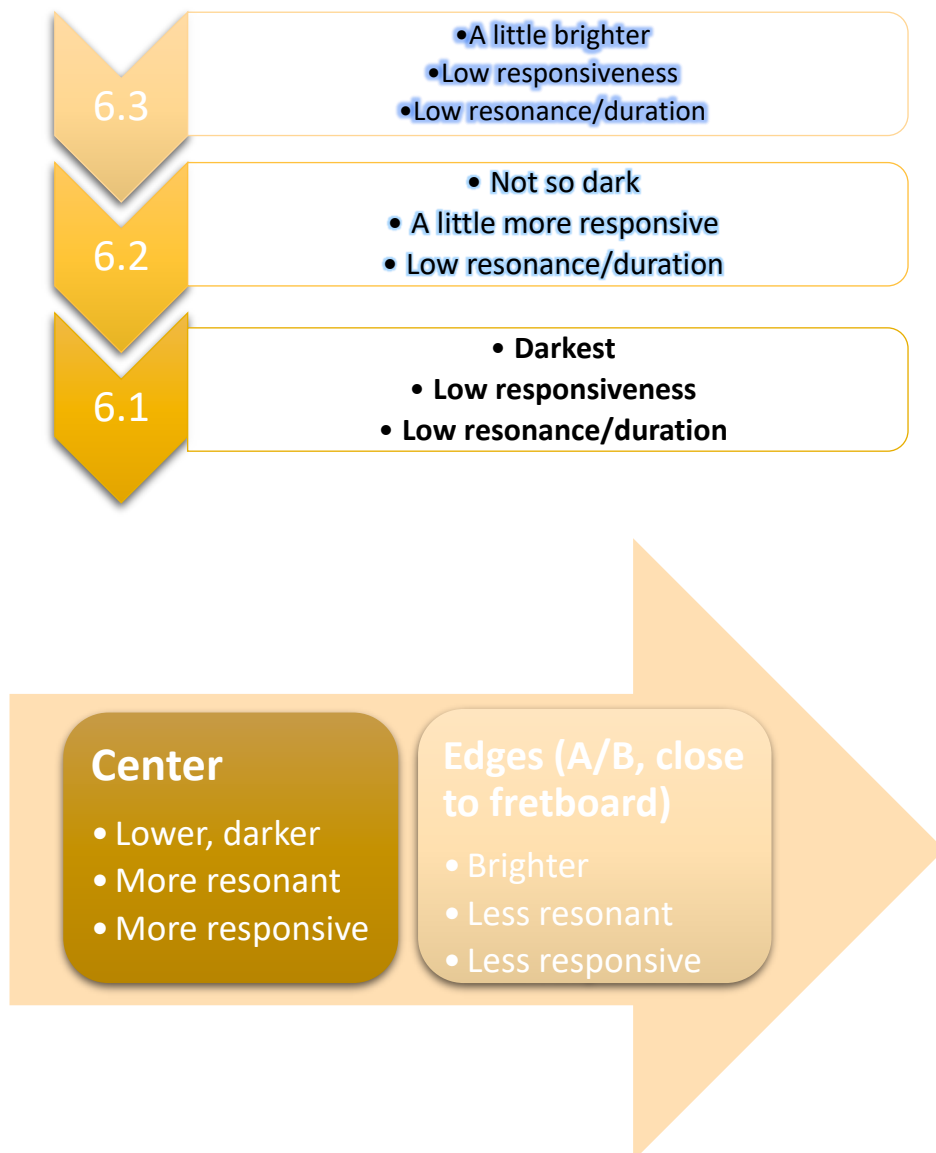 6.3
•A little brighter
•Low responsiveness
•Low resonance/duration
6.2
• Not so dark
• A little more responsive
• Low resonance/duration
6.1
• Darkest
• Low responsiveness
• Low resonance/duration
Center
• Lower, darker
• More resonant
• More responsive
Edges (A/B, close
to fretboard)
• Brighter
• Less resonant
• Less responsive